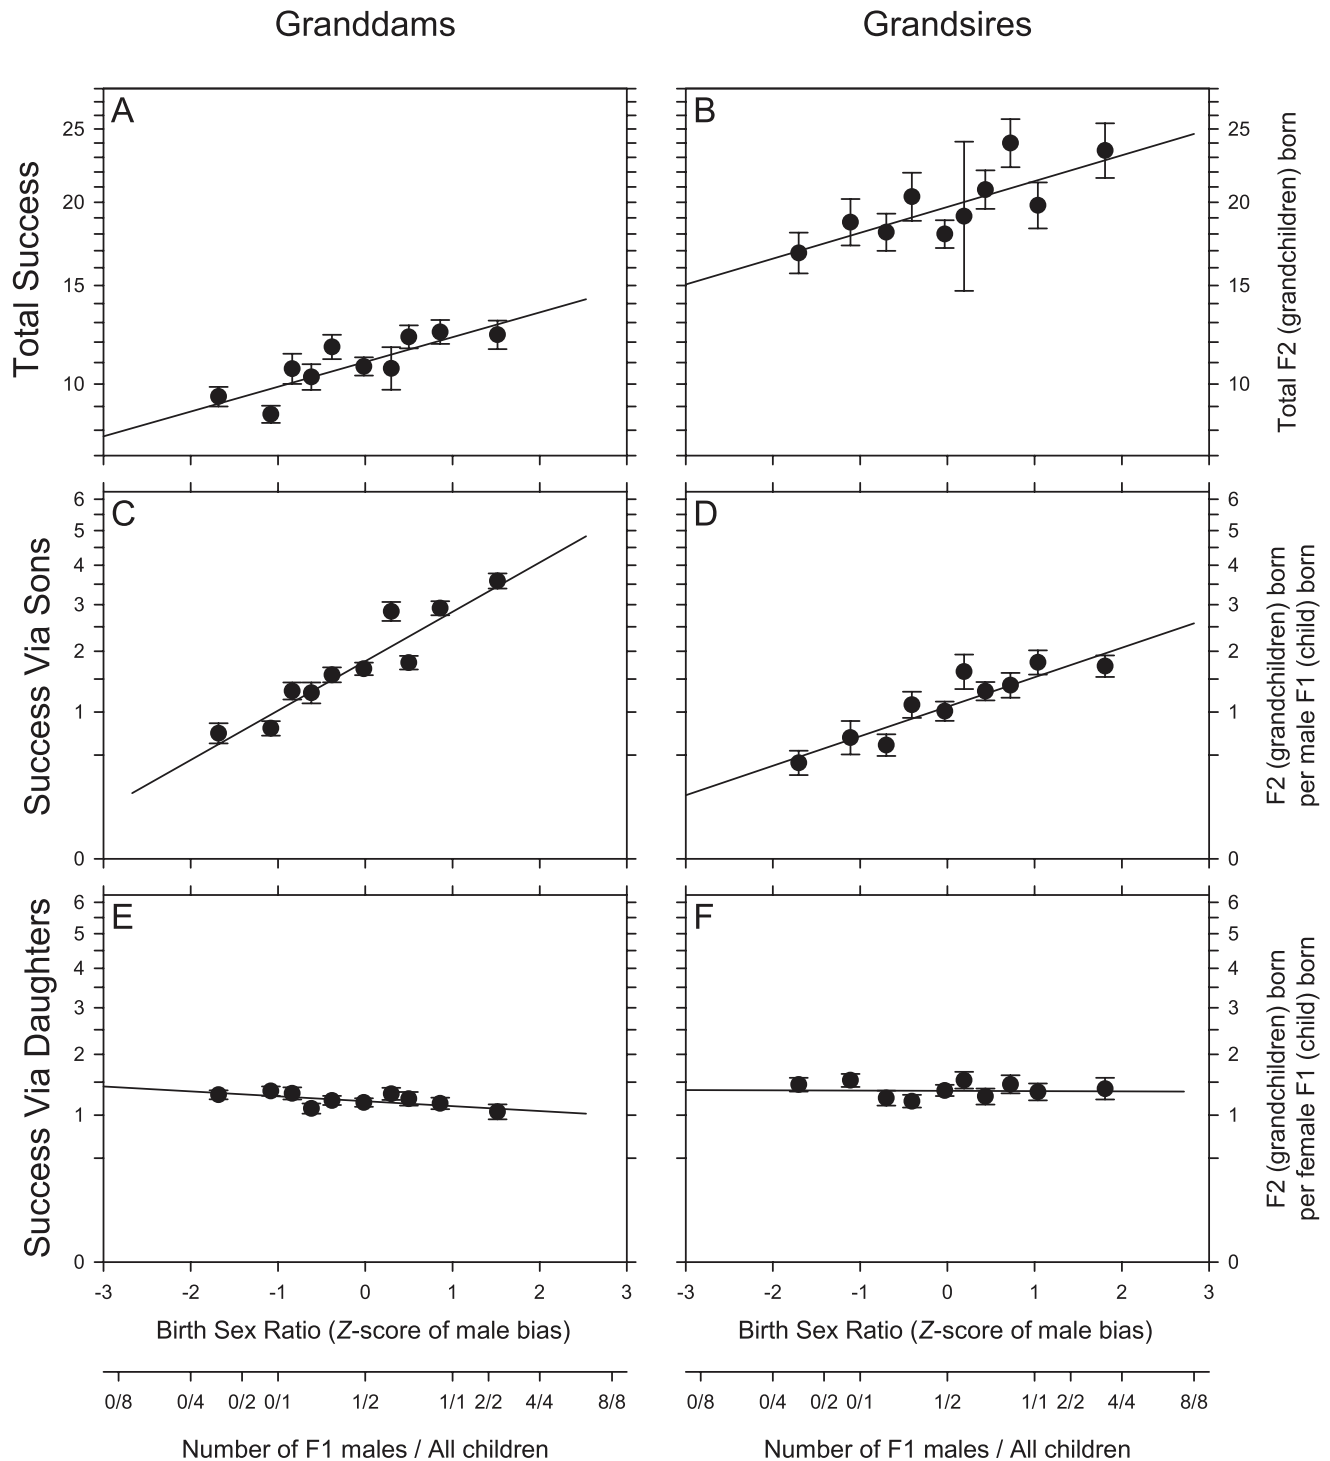 Granddams
Grandsires
A
B
25
20
15
10
25
20
15
10
Total Success
Total F2 (grandchildren) born
C
D
6
5
4
3
2
1
0
6
5
4
3
2
1
0
Success Via Sons
F2 (grandchildren) born
per male F1 (child) born
E
F
6
5
4
3
2
1
0
6
5
4
3
2
1
0
Success Via Daughters
F2 (grandchildren) born
per female F1 (child) born
-3 -2 -1 0 1 2 3
-3 -2 -1 0 1 2 3
Birth Sex Ratio (Z-score of male bias)
Birth Sex Ratio (Z-score of male bias)
0/8 0/4 0/2 0/1 1/2 1/1 2/2 4/4 8/8
0/8 0/4 0/2 0/1 1/2 1/1 2/2 4/4 8/8
Number of F1 males / All children
Number of F1 males / All children